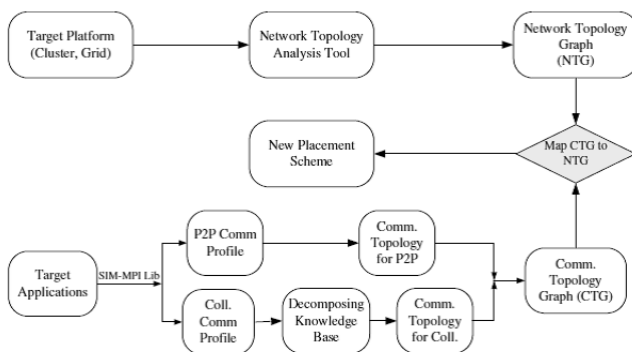 Target Platform
(Cluster, Grid)
Network Topology
Analysis Tool
Network Topology
Graph
(NTG)
New Placement
Scheme
Map CTG to
NTG
P2P Comm
Profile
Comm.
Topology
for P2P
Target
Applications
SIM-MPI Lib
Coll.
Comm
Profile
Decomposing
Knowledge
Base
Comm.
Topology
for Coll.
Comm.
Topology
Graph (CTG)